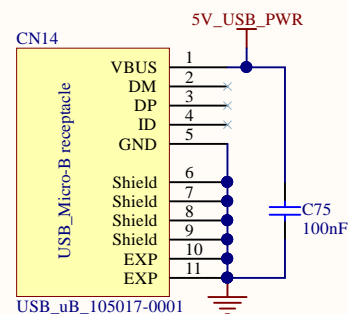 5V_USB_PWR
CN14
VBUS 1
DM 2
DP 3
ID 4
GND 5
Shield 6
Shield 7
Shield 8
Shield 9
EXP 10
EXP 11
USB_Micro-B receptacle
C75
100nF
USB_uB_105017-0001